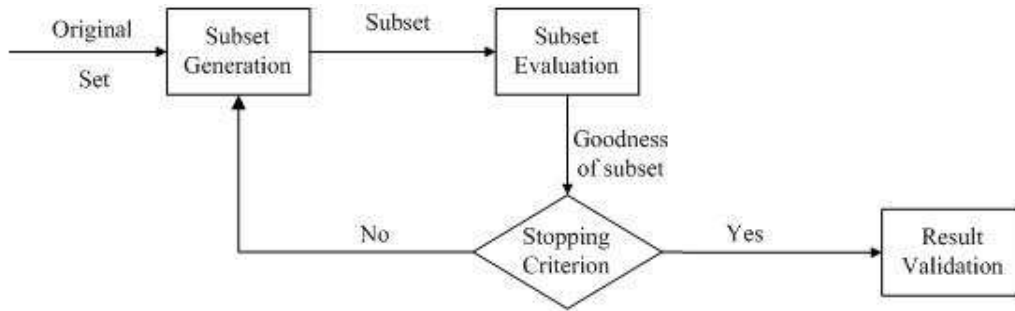 Original
Set
Subset
Generation
Subset
Subset
Evaluation
Goodness
of subset
No
Stopping
Criterion
Yes
Result
Validation